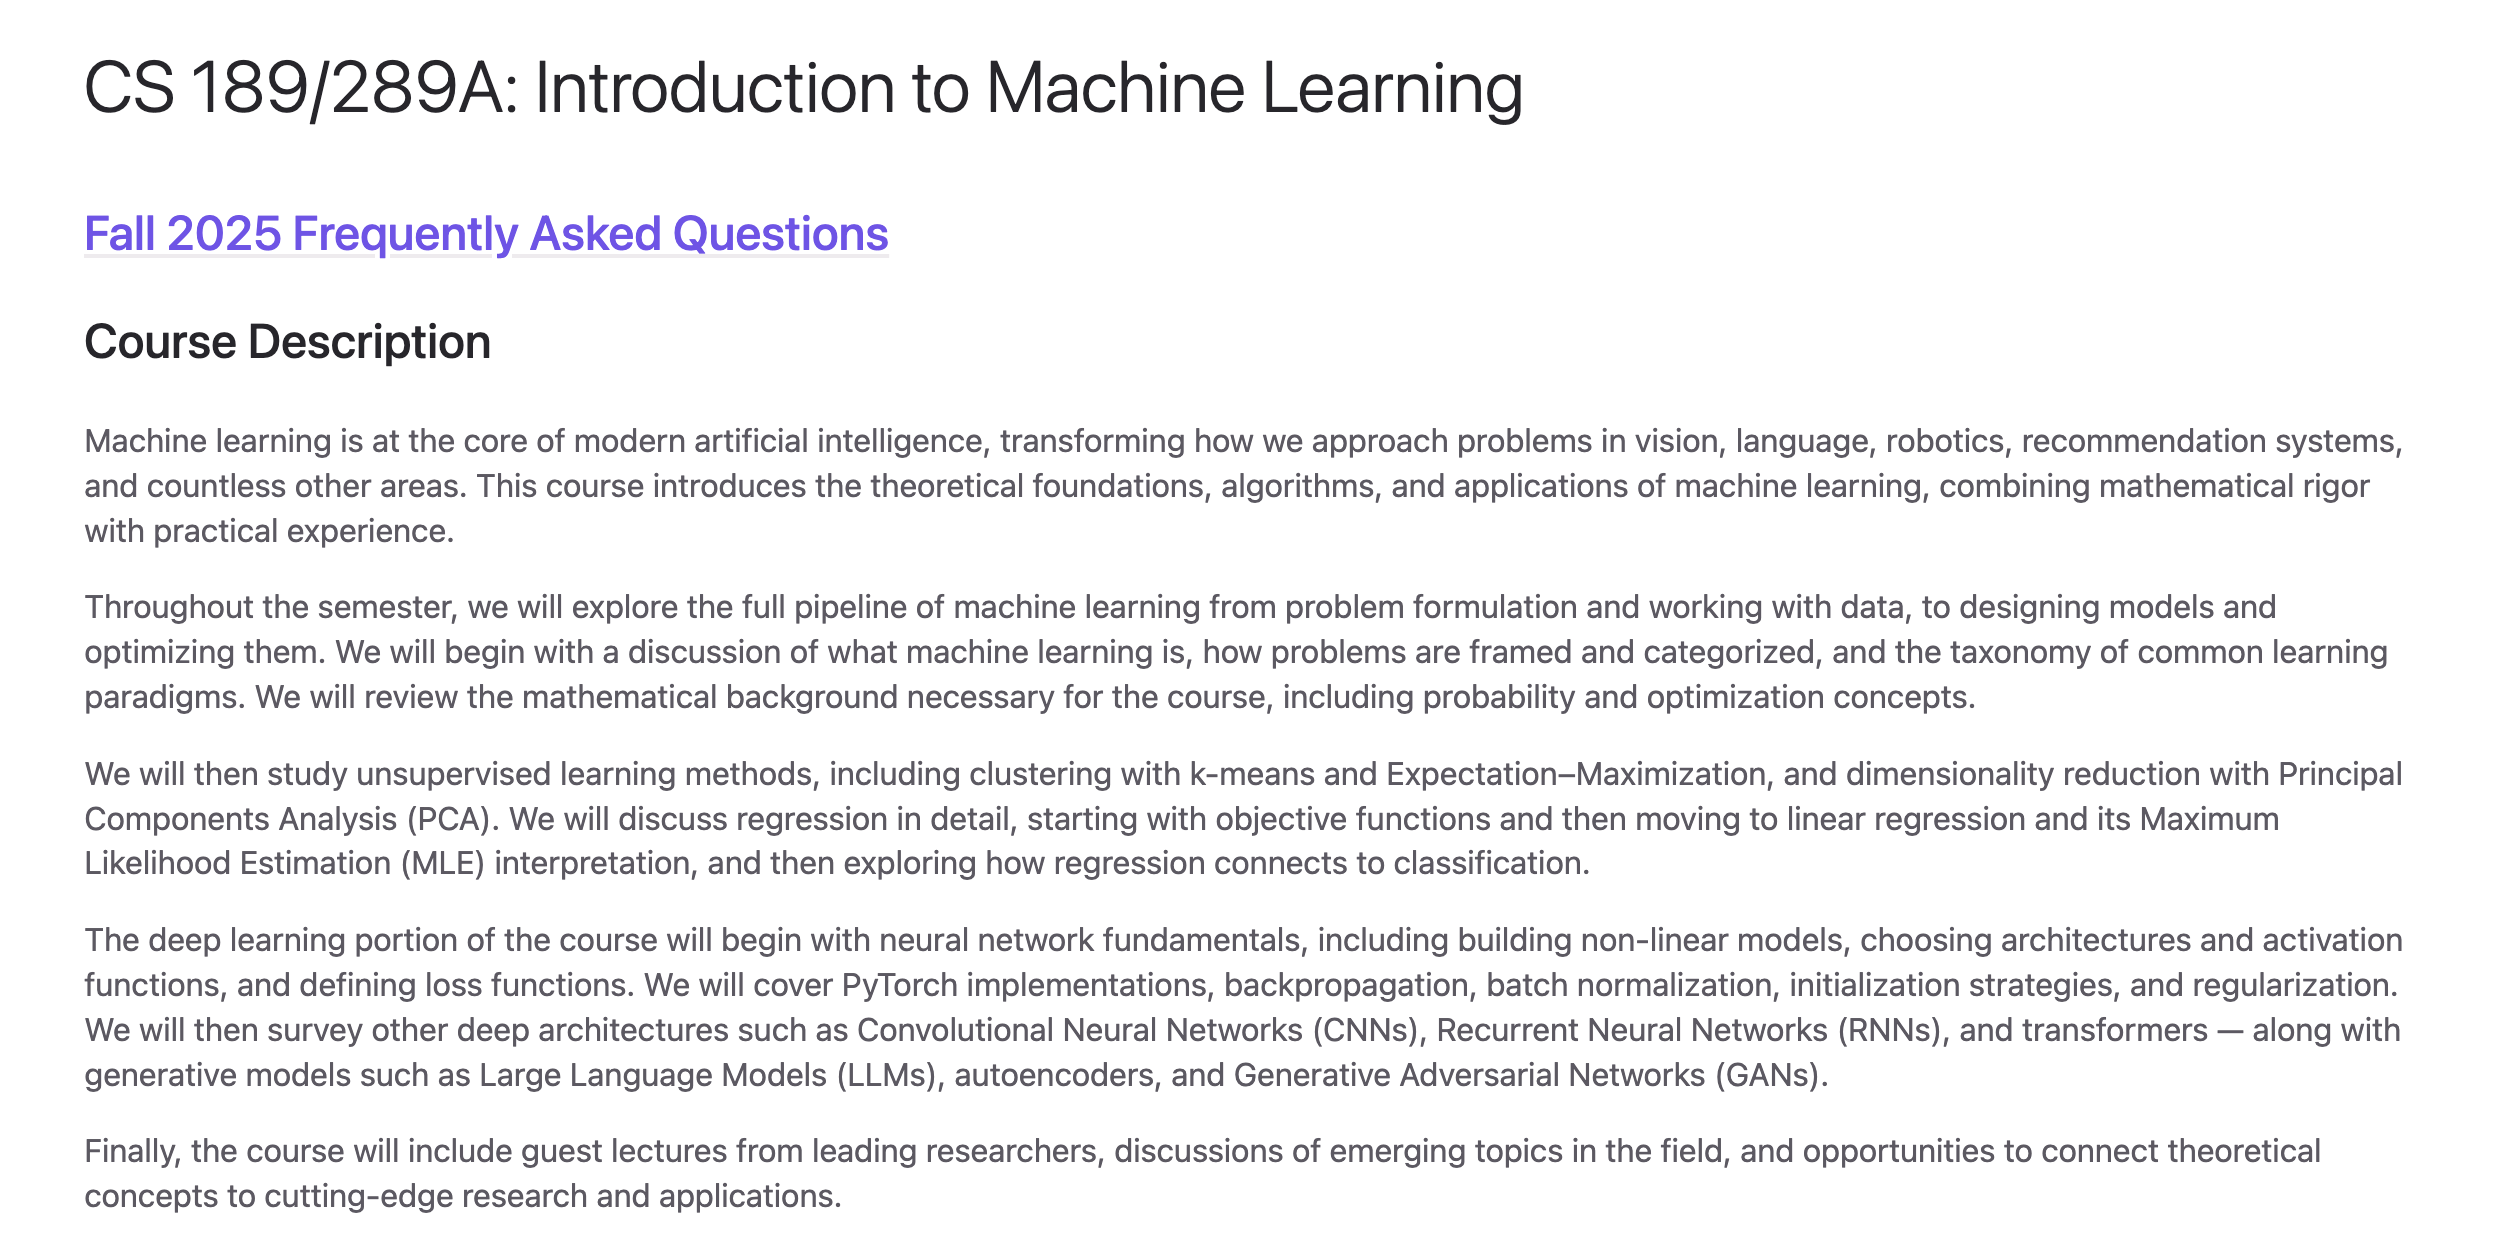 CS 189/289A: Introduction to Machine Learning
Fall 2025 Frequently Asked Questions
Course Description
Machine learning is at the core of modern artificial intelligence, transforming how we approach problems in vision, language, robotics, recommendation systems,
and countless other areas. This course introduces the theoretical foundations, algorithms, and applications of machine learning, combining mathematical rigor
with practical experience.
Throughout the semester, we will explore the full pipeline of machine learning from problem formulation and working with data, to designing models and
optimizing them. We will begin with a discussion of what machine learning is, how problems are framed and categorized, and the taxonomy of common learning
paradigms. We will review the mathematical background necessary for the course, including probability and optimization concepts.
We will then study unsupervised learning methods, including clustering with k-means and Expectation–Maximization, and dimensionality reduction with Principal
Components Analysis (PCA). We will discuss regression in detail, starting with objective functions and then moving to linear regression and its Maximum
Likelihood Estimation (MLE) interpretation, and then exploring how regression connects to classification.
The deep learning portion of the course will begin with neural network fundamentals, including building non-linear models, choosing architectures and activation
functions, and defining loss functions. We will cover PyTorch implementations, backpropagation, batch normalization, initialization strategies, and regularization.
We will then survey other deep architectures such as Convolutional Neural Networks (CNNs), Recurrent Neural Networks (RNNs), and transformers — along with
generative models such as Large Language Models (LLMs), autoencoders, and Generative Adversarial Networks (GANs).
Finally, the course will include guest lectures from leading researchers, discussions of emerging topics in the field, and opportunities to connect theoretical
concepts to cutting-edge research and applications.